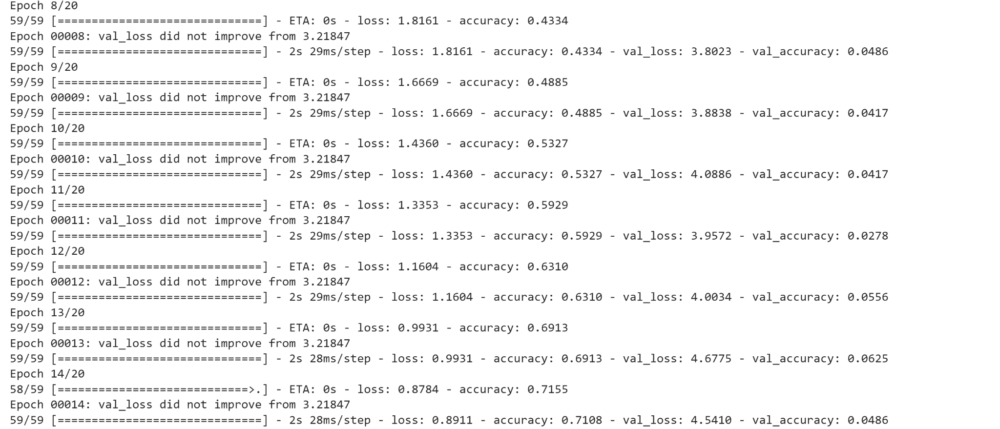 Epoch 8/20
59/59 [==============================] - ETA: 0s - loss: 1.8161 - accuracy: 0.4334
Epoch 00008: val_loss did not improve from 3.21847
59/59 [==============================] - 2s 29ms/step - loss: 1.8161 - accuracy: 0.4334 - val_loss: 3.8023 - val_accuracy: 0.0486
Epoch 9/20
59/59 [==============================] - ETA: 0s - loss: 1.6669 - accuracy: 0.4885
Epoch 00009: val_loss did not improve from 3.21847
59/59 [==============================] - 2s 29ms/step - loss: 1.6669 - accuracy: 0.4885 - val_loss: 3.8838 - val_accuracy: 0.0417
Epoch 10/20
59/59 [==============================] - ETA: 0s - loss: 1.4360 - accuracy: 0.5327
Epoch 00010: val_loss did not improve from 3.21847
59/59 [==============================] - 2s 29ms/step - loss: 1.4360 - accuracy: 0.5327 - val_loss: 4.0886 - val_accuracy: 0.0417
Epoch 11/20
59/59 [==============================] - ETA: 0s - loss: 1.3353 - accuracy: 0.5929
Epoch 00011: val_loss did not improve from 3.21847
59/59 [==============================] - 2s 29ms/step - loss: 1.3353 - accuracy: 0.5929 - val_loss: 3.9572 - val_accuracy: 0.0278
Epoch 12/20
59/59 [==============================] - ETA: 0s - loss: 1.1604 - accuracy: 0.6310
Epoch 00012: val_loss did not improve from 3.21847
59/59 [==============================] - 2s 29ms/step - loss: 1.1604 - accuracy: 0.6310 - val_loss: 4.0034 - val_accuracy: 0.0556
Epoch 13/20
59/59 [==============================] - ETA: 0s - loss: 0.9931 - accuracy: 0.6913
Epoch 00013: val_loss did not improve from 3.21847
59/59 [==============================] - 2s 28ms/step - loss: 0.9931 - accuracy: 0.6913 - val_loss: 4.6775 - val_accuracy: 0.0625
Epoch 14/20
58/59 [============================>.] - ETA: 0s - loss: 0.8784 - accuracy: 0.7155
Epoch 00014: val_loss did not improve from 3.21847
59/59 [==============================] - 2s 28ms/step - loss: 0.8911 - accuracy: 0.7108 - val_loss: 4.5410 - val_accuracy: 0.0486